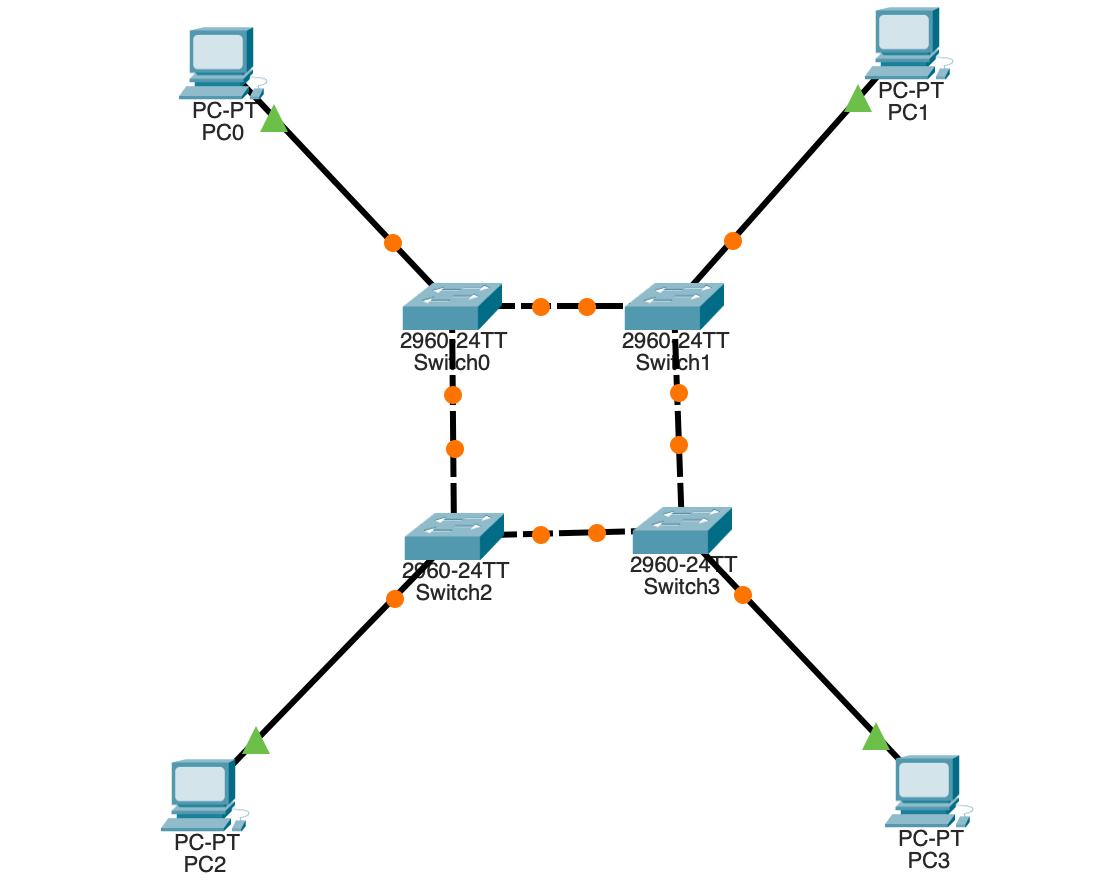 PC-PT
PC0
PC-PT
PC1
2960-24TT
Switch0
2960-24TT
Switch1
2960-24TT
Switch2
2960-24TT
Switch3
PC-PT
PC2
PC-PT
PC3